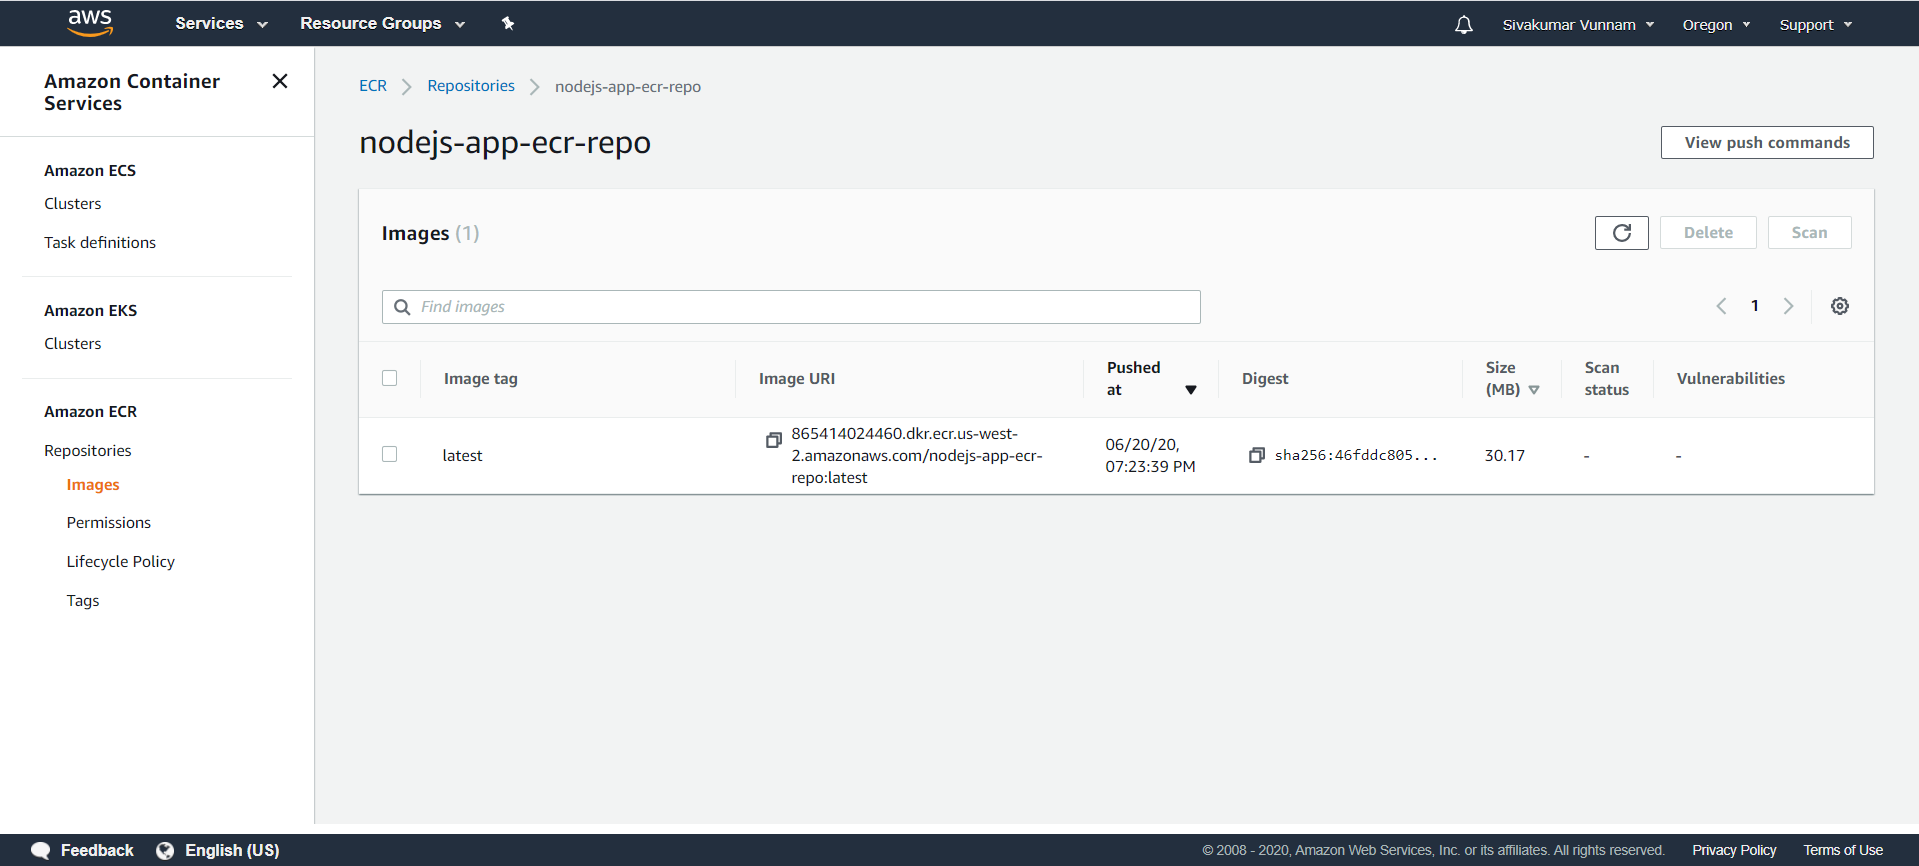 aws
Services
Resource Groups
Sivakumar Vunnam
Oregon
Support
Amazon Container
Services
Amazon ECS
Clusters
Task definitions
Amazon EKS
Clusters
Amazon ECR
Repositories
Images
Permissions
Lifecycle Policy
Tags
ECR
Repositories
nodejs-app-ecr-repo
nodejs-app-ecr-repo
View push commands
Images (1)
Delete
Scan
Find images
1
Image tag
Image URI
Pushed
at
Digest
Size
(MB)
Scan
status
Vulnerabilities
latest
865414024460.dkr.ecr.us-west-
2.amazonaws.com/nodejs-app-ecr-
repo:latest
06/20/20,
07:23:39 PM
sha256:46fddc805...
30.17
-
-
Feedback
English (US)
© 2008 - 2020, Amazon Web Services, Inc. or its affiliates. All rights reserved.
Privacy Policy
Terms of Use